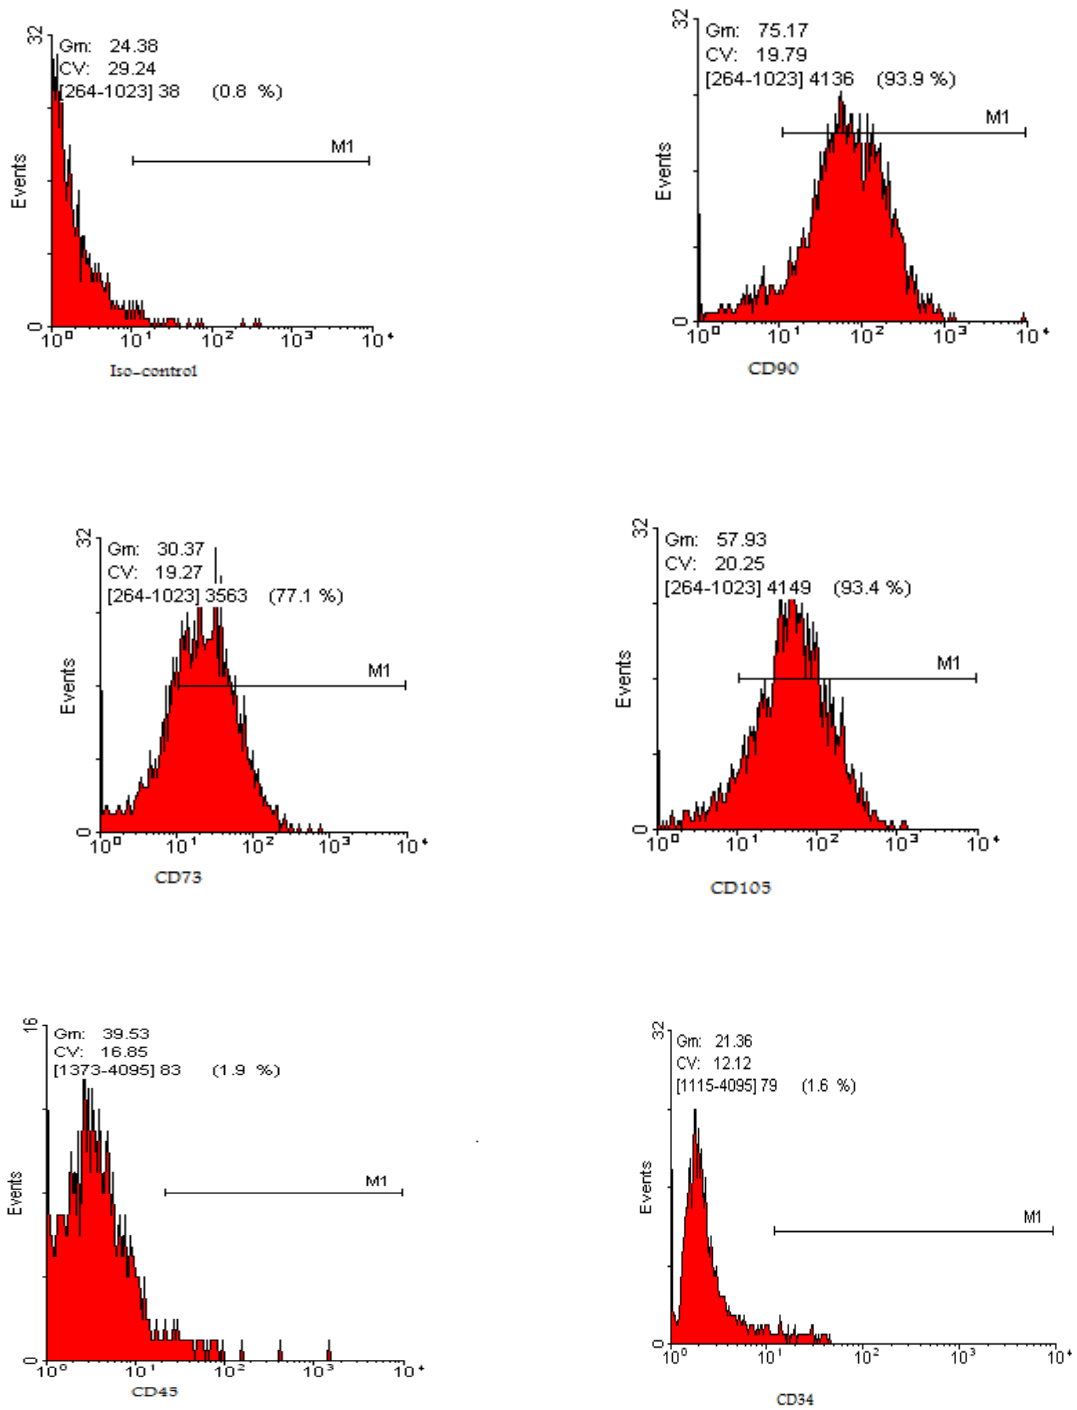 32
Gm: 24.38
CV: 29.24
[264-1023] 38 (0.8 %)
M1
Events
0
10⁰ 10¹ 10² 10³ 10⁴
Iso-control
32
Gm: 75.17
CV: 19.79
[264-1023] 4136 (93.9 %)
M1
Events
0
10⁰ 10¹ 10² 10³ 10⁴
CD90
32
Gm: 30.37
CV: 19.27
[264-1023] 3563 (77.1 %)
M1
Events
0
10⁰ 10¹ 10² 10³ 10⁴
CD73
32
Gm: 57.93
CV: 20.25
[264-1023] 4149 (93.4 %)
M1
Events
0
10⁰ 10¹ 10² 10³ 10⁴
CD105
16
Gm: 39.53
CV: 16.85
[1373-4095] 83 (1.9 %)
M1
Events
0
10⁰ 10¹ 10² 10³ 10⁴
CD45
32
Gm: 21.36
CV: 12.12
[1115-4095] 79 (1.6 %)
M1
Events
0
10⁰ 10¹ 10² 10³ 10⁴
CD34